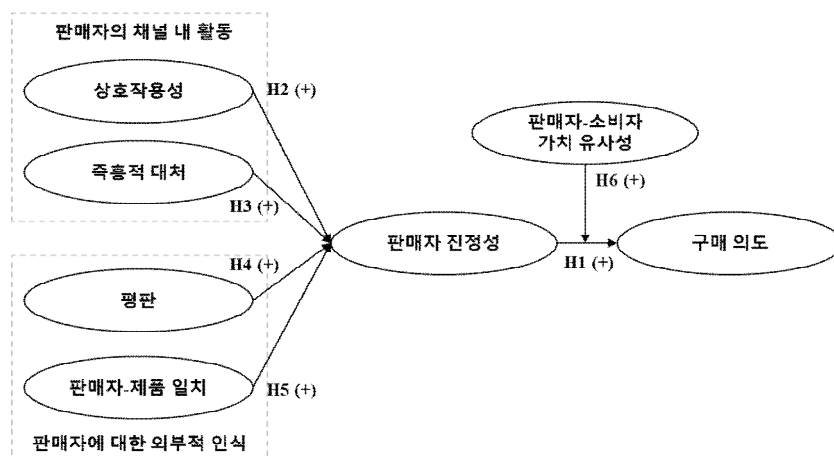 판매자의 채널 내 활동
상호작용성
H2 (+)
즉흥적 대처
H3 (+)
판매자-소비자
가치 유사성
H6 (+)
판매자 진정성
H1 (+)
구매 의도
H4 (+)
평판
판매자-제품 일치
H5 (+)
판매자에 대한 외부적 인식